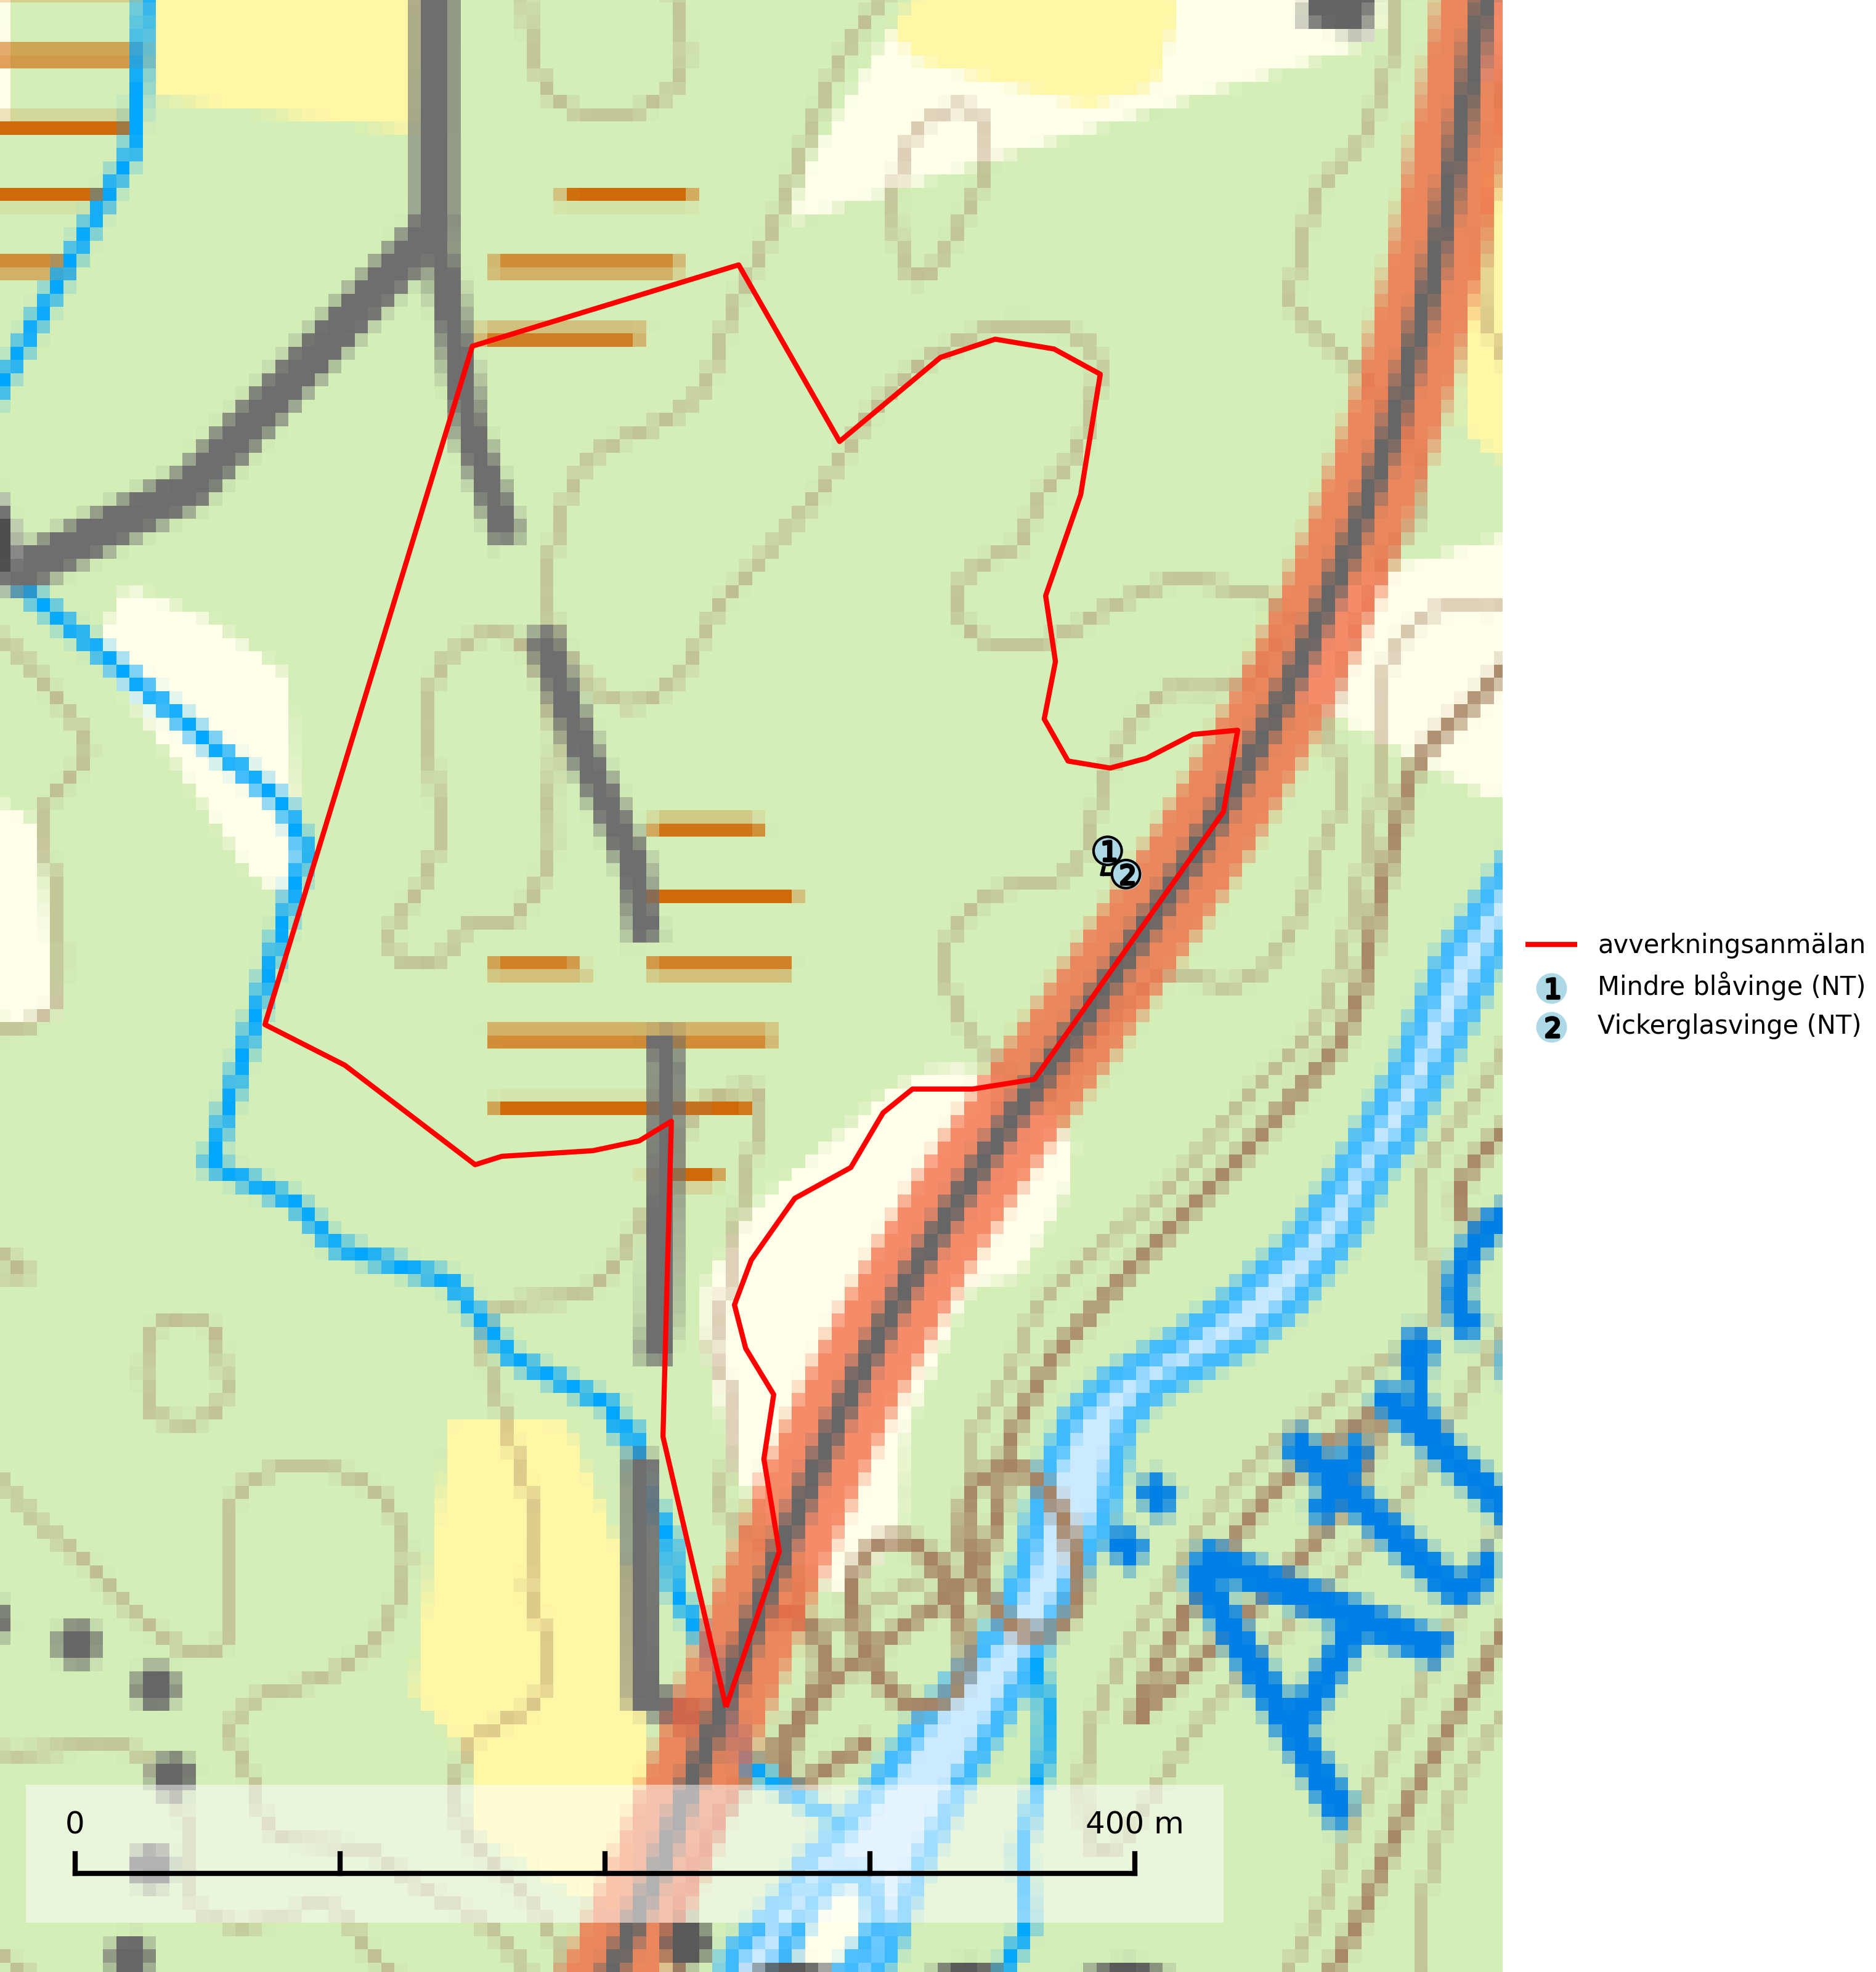 1
2
avverkningsanmälan
1 Mindre blåvinge (NT)
2 Vickerglasvinge (NT)
0 400 m